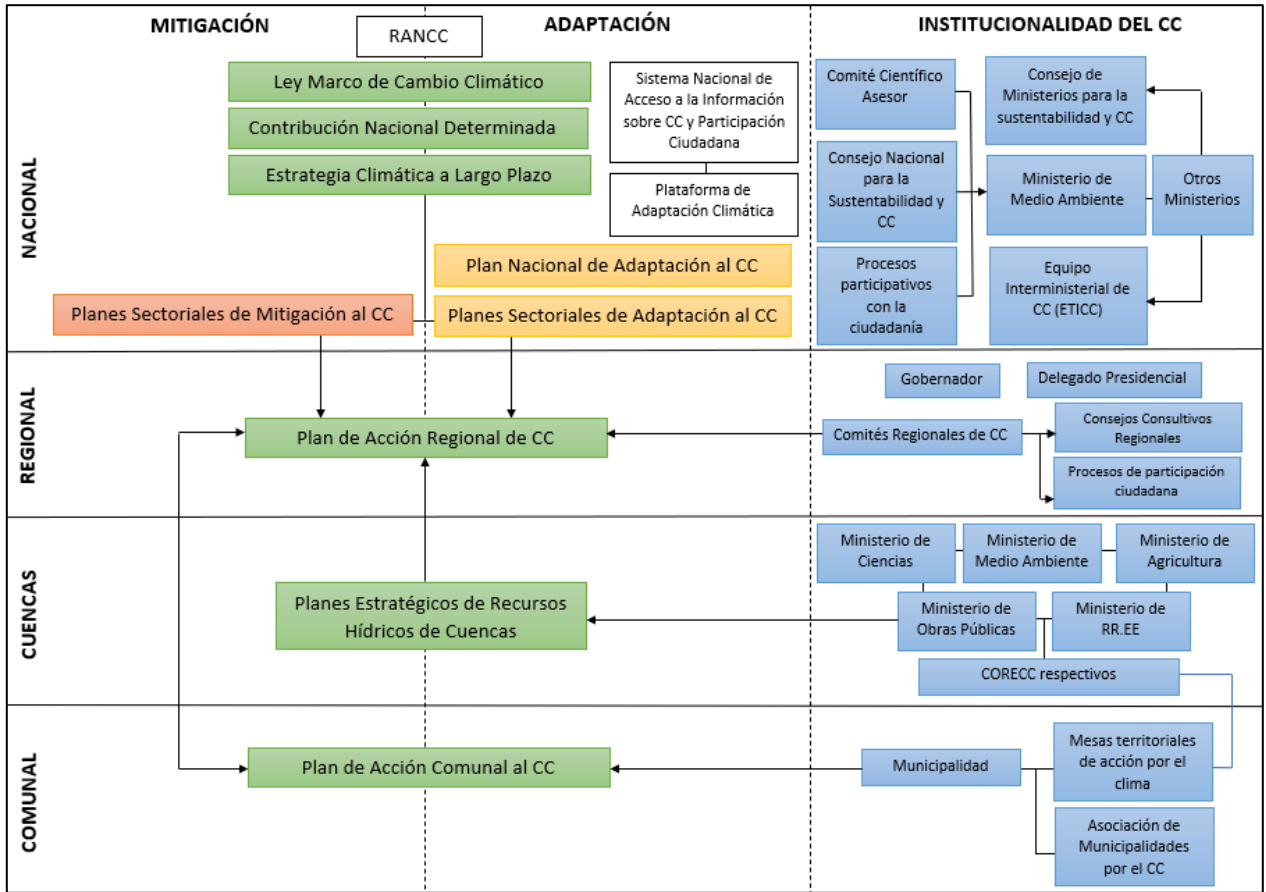 MITIGACIÓN
RANCC
ADAPTACIÓN
INSTITUCIONALIDAD DEL CC
NACIONAL
Ley Marco de Cambio Climático
Contribución Nacional Determinada
Estrategia Climática a Largo Plazo
Sistema Nacional de
Acceso a la Información
sobre CC y Participación
Ciudadana
Plataforma de
Adaptación Climática
Plan Nacional de Adaptación al CC
Planes Sectoriales de Mitigación al CC
Planes Sectoriales de Adaptación al CC
Comité Científico
Asesor
Consejo de
Ministerios para la
sustentabilidad y CC
Consejo Nacional
para la
Sustentabilidad y
CC
Ministerio de
Medio Ambiente
Otros
Ministerios
Procesos
participativos
con la
ciudadanía
Equipo
Interministerial de
CC (ETICC)
REGIONAL
Plan de Acción Regional de CC
Gobernador
Delegado Presidencial
Comités Regionales de CC
Consejos Consultivos
Regionales
Procesos de participación
ciudadana
CUENCAS
Planes Estratégicos de Recursos
Hídricos de Cuencas
Ministerio de
Ciencias
Ministerio de
Medio Ambiente
Ministerio de
Agricultura
Ministerio de
Obras Públicas
Ministerio de
RR.EE
CORECC respectivos
COMUNAL
Plan de Acción Comunal al CC
Municipalidad
Mesas territoriales
de acción por el
clima
Asociación de
Municipalidades
por el CC